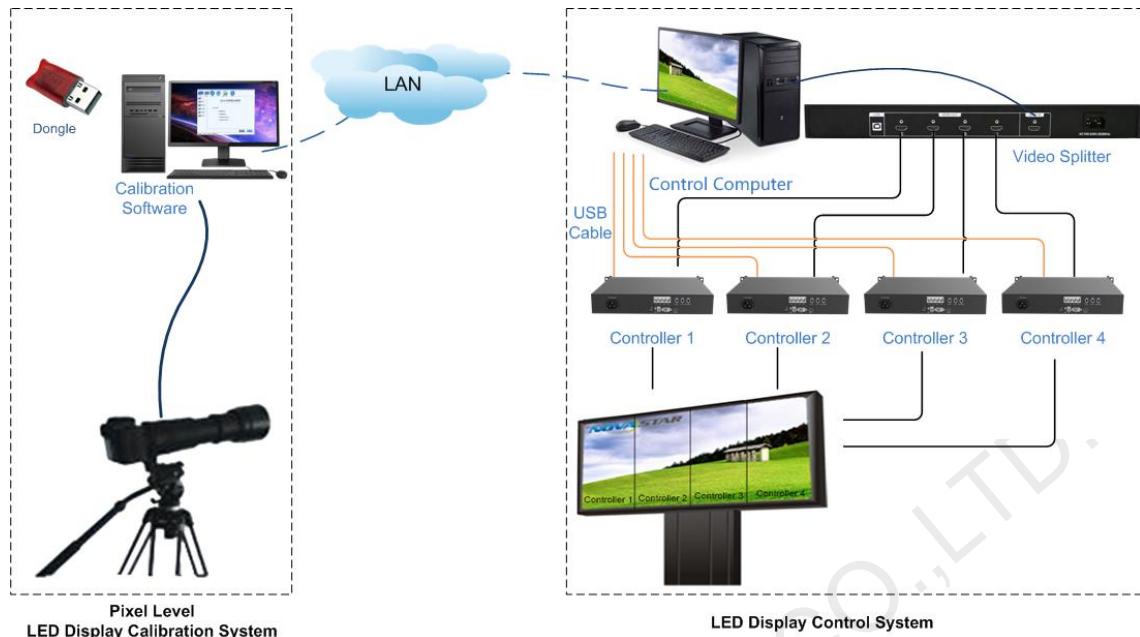 LAN
Dongle
Calibration
Software
Video Splitter
Control Computer
USB
Cable
Controller 1
Controller 2
Controller 3
Controller 4
NOVASTAR
Controller 1
Controller 2
Controller 3
Controller 4
CO.,LTD.
Pixel Level
LED Display Calibration System
LED Display Control System